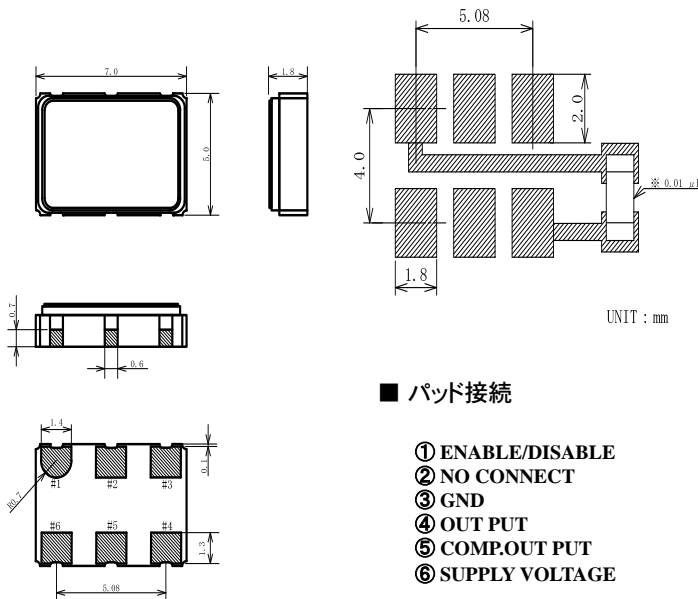 5.08
7.0
1.8
5.0
4.0
2.0
※ 0.01 μF
1.8
UNIT : mm
0.7
0.6
■ パッド接続
① ENABLE/DISABLE
② NO CONNECT
③ GND
④ OUT PUT
⑤ COMP.OUT PUT
⑥ SUPPLY VOLTAGE
1.4
0.1
R0.7
#1 #2 #3
#6 #5 #4
1.3
5.08